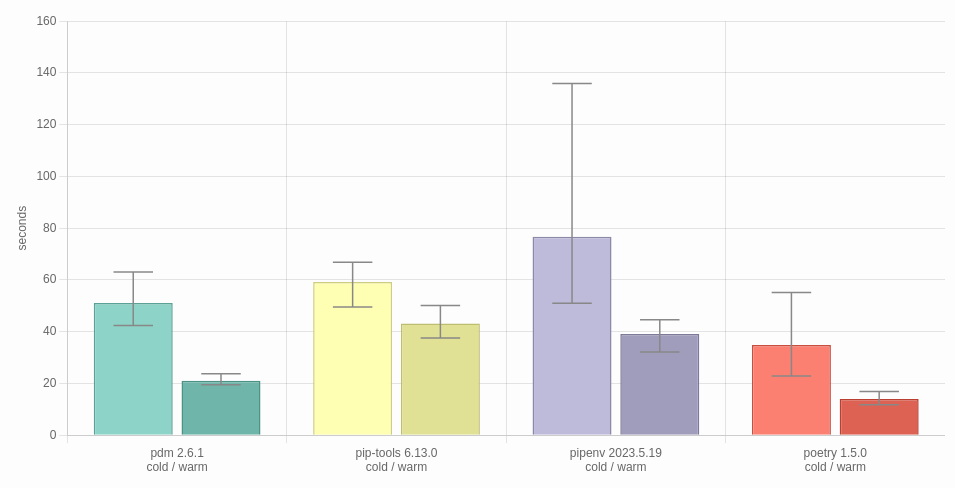 160
140
120
100
80
60
40
20
0
seconds
pdm 2.6.1
cold / warm
pip-tools 6.13.0
cold / warm
pipenv 2023.5.19
cold / warm
poetry 1.5.0
cold / warm